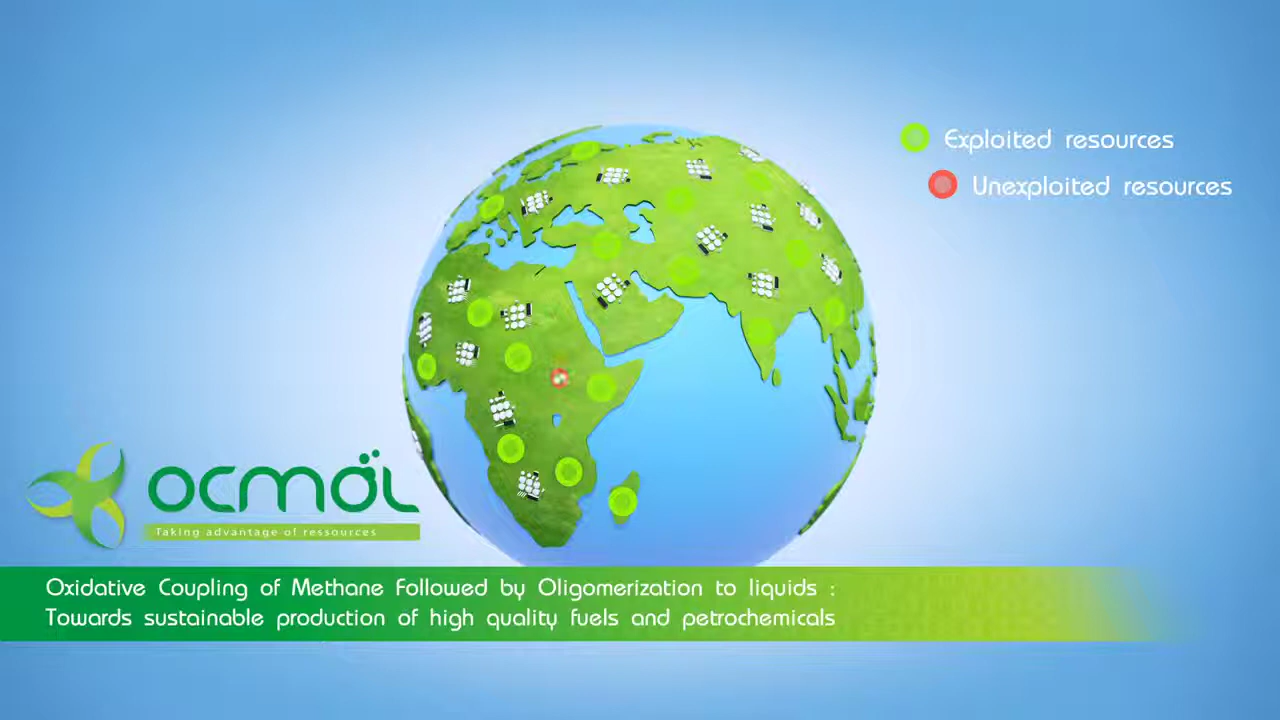 Exploited resources
Unexploited resources
OCMOL
Taking advantage of ressources
Oxidative Coupling of Methane Followed by Oligomerization to liquids :
Towards sustainable production of high quality fuels and petrochemicals